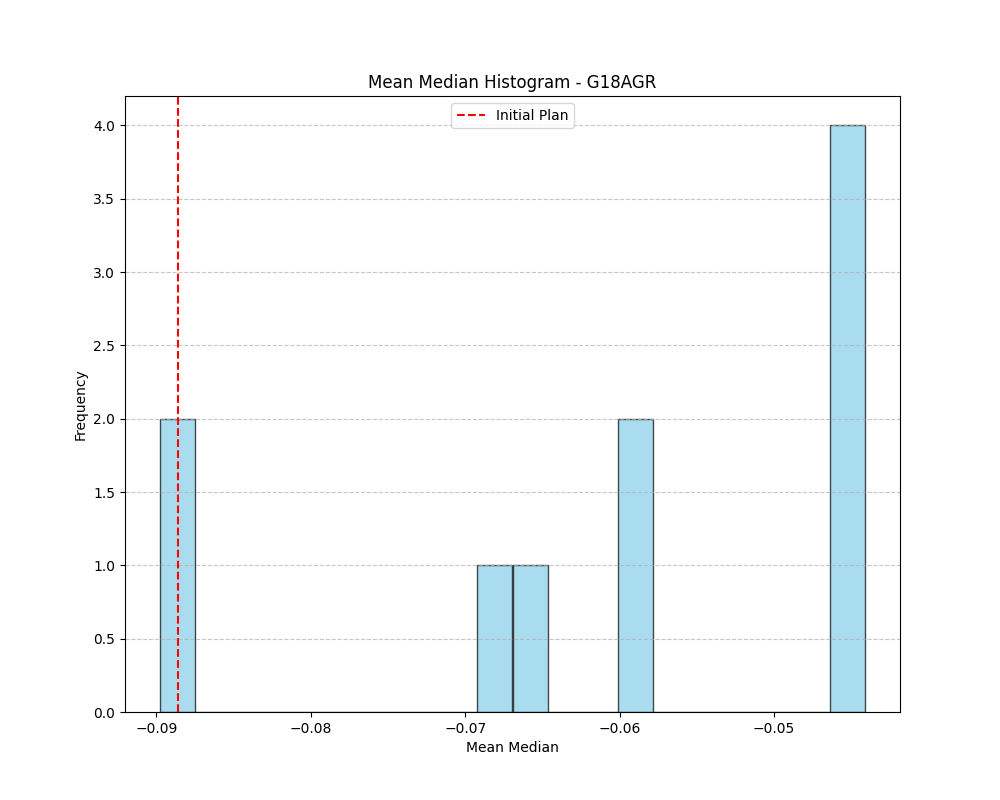 Mean Median Histogram - G18AGR
Initial Plan
4.0
3.5
3.0
2.5
2.0
1.5
1.0
0.5
0.0
Frequency
−0.09 −0.08 −0.07 −0.06 −0.05
Mean Median